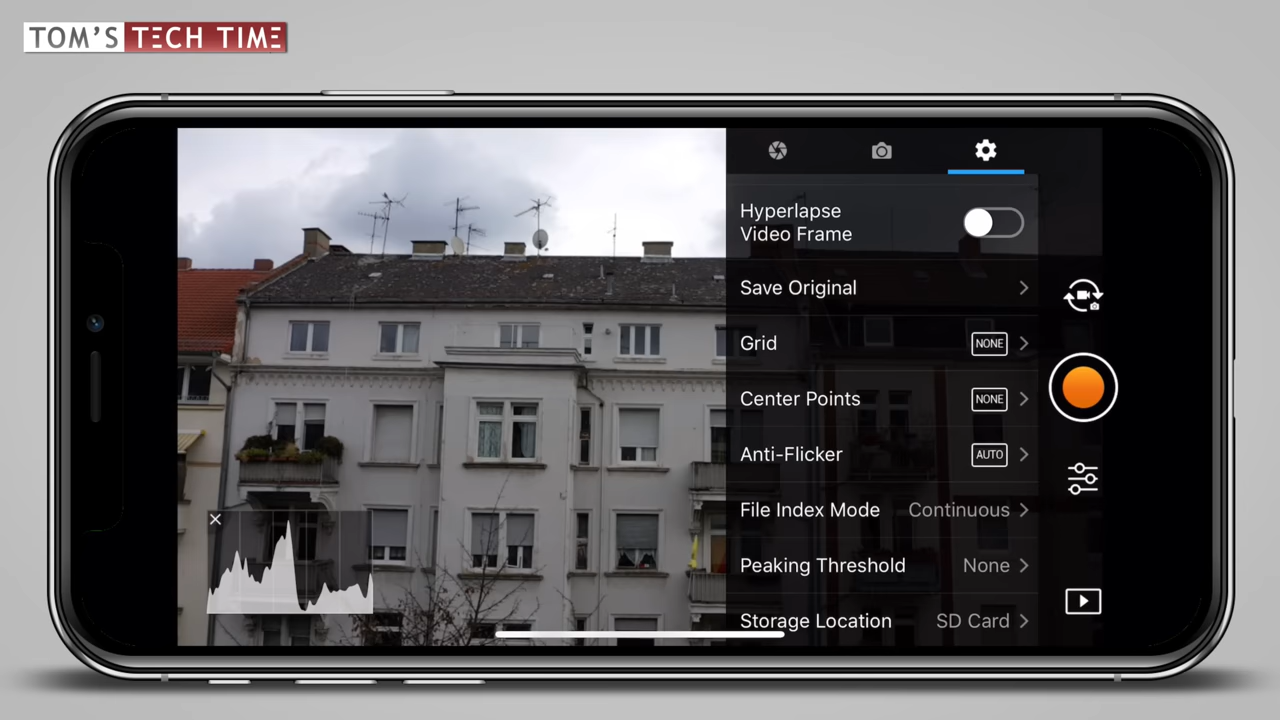 TOM'S TECH TIME
Hyperlapse
Video Frame
Save Original
Grid NONE
Center Points NONE
Anti-Flicker AUTO
File Index Mode Continuous
Peaking Threshold None
Storage Location SD Card